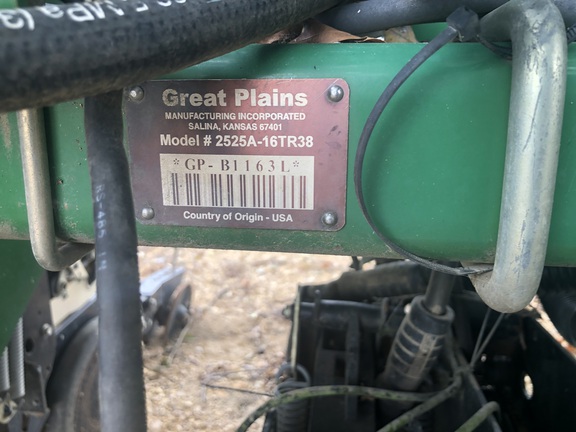 Great Plains
MANUFACTURING INCORPORATED
SALINA, KANSAS 67401
Model # 2525A-16TR38
*GP-B1163L*
Country of Origin - USA